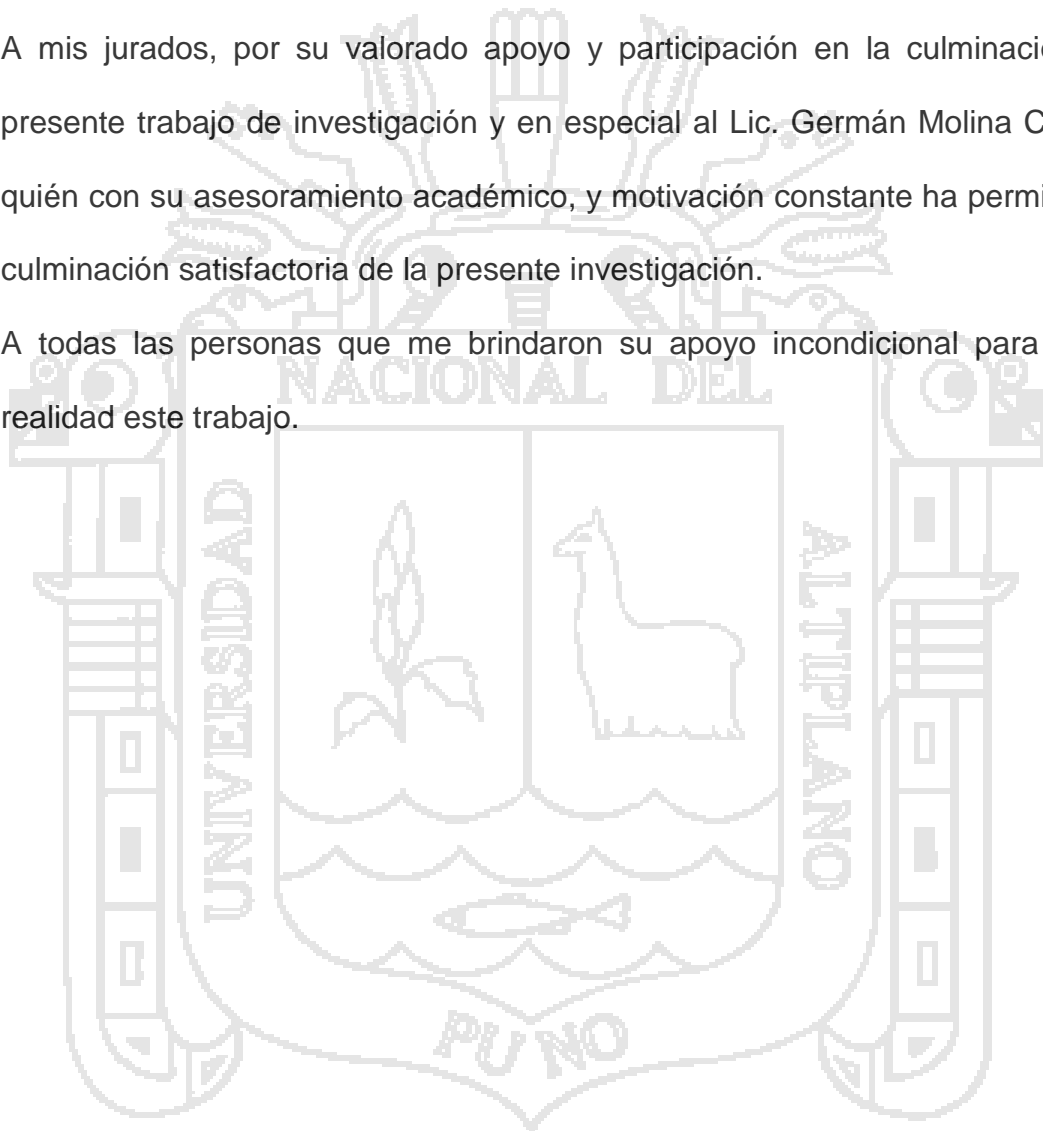 A mis jurados, por su valorado apoyo y participación en la
presente trabajo de investigación y en especial al Lic. Germán Molina
quién con su asesoramiento académico, y motivación constante ha
culminación satisfactoria de la presente investigación.
A todas las personas que me brindaron su apoyo incondicional para
realidad este trabajo.
NACIONAL DEL
UNIVERSIDAD
ALTIPLANO
PUNO